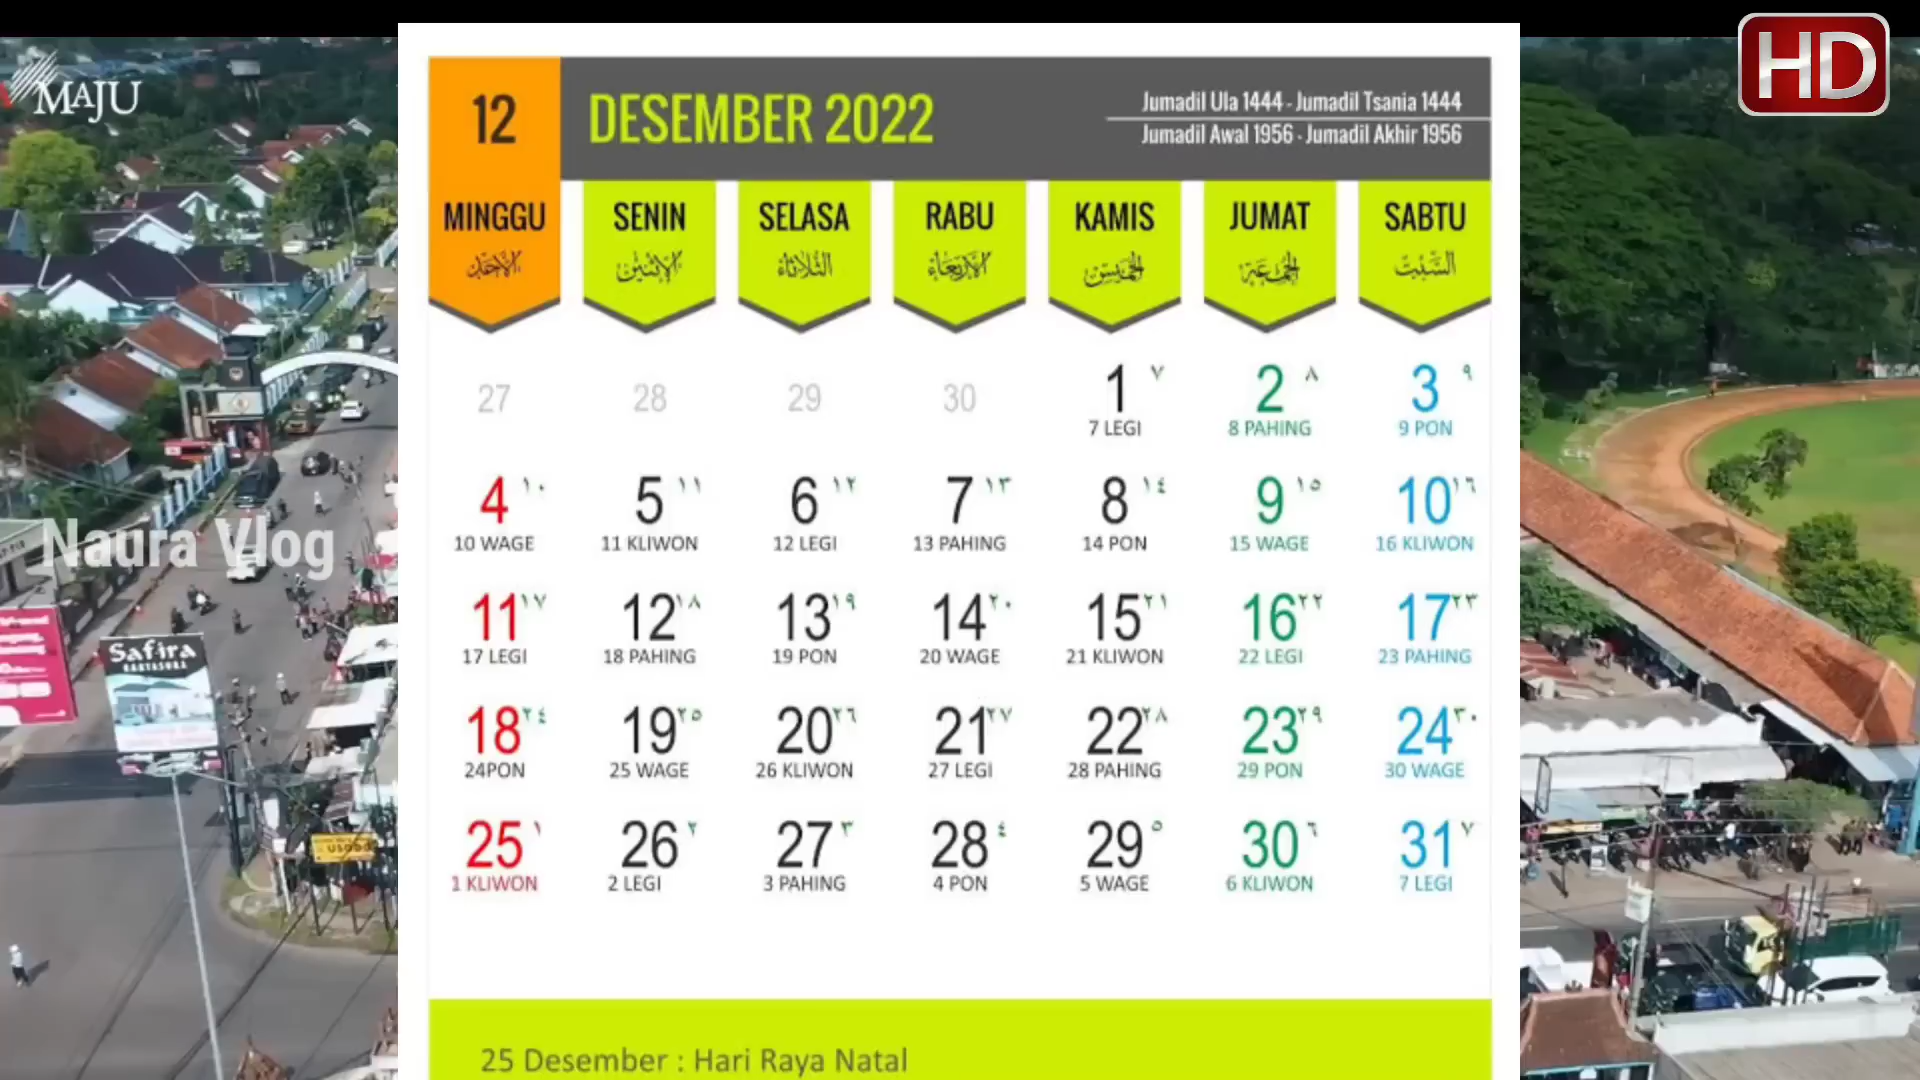 HD
MAJU
12
DESEMBER 2022
Jumadil Ula 1444 - Jumadil Tsania 1444
Jumadil Awal 1956 - Jumadil Akhir 1956
MINGGU SENIN SELASA RABU KAMIS JUMAT SABTU
الأحد الإثنين الثلاثاء الأربعاء الخميس الجمعة السبت
27 28 29 30 1 ٧ 2 ٨ 3 ٩
7 LEGI 8 PAHING 9 PON
4 ١٠ 5 ١١ 6 ١٢ 7 ١٣ 8 ١٤ 9 ١٥ 10 ١٦
10 WAGE 11 KLIWON 12 LEGI 13 PAHING 14 PON 15 WAGE 16 KLIWON
11 ١٧ 12 ١٨ 13 ١٩ 14 ٢٠ 15 ٢١ 16 ٢٢ 17 ٢٣
17 LEGI 18 PAHING 19 PON 20 WAGE 21 KLIWON 22 LEGI 23 PAHING
18 ٢٤ 19 ٢٥ 20 ٢٦ 21 ٢٧ 22 ٢٨ 23 ٢٩ 24 ٣٠
24PON 25 WAGE 26 KLIWON 27 LEGI 28 PAHING 29 PON 30 WAGE
25 ١ 26 ٢ 27 ٣ 28 ٤ 29 ٥ 30 ٦ 31 ٧
1 KLIWON 2 LEGI 3 PAHING 4 PON 5 WAGE 6 KLIWON 7 LEGI
25 Desember : Hari Raya Natal
Naura Vlog
Safira
KARTASURA